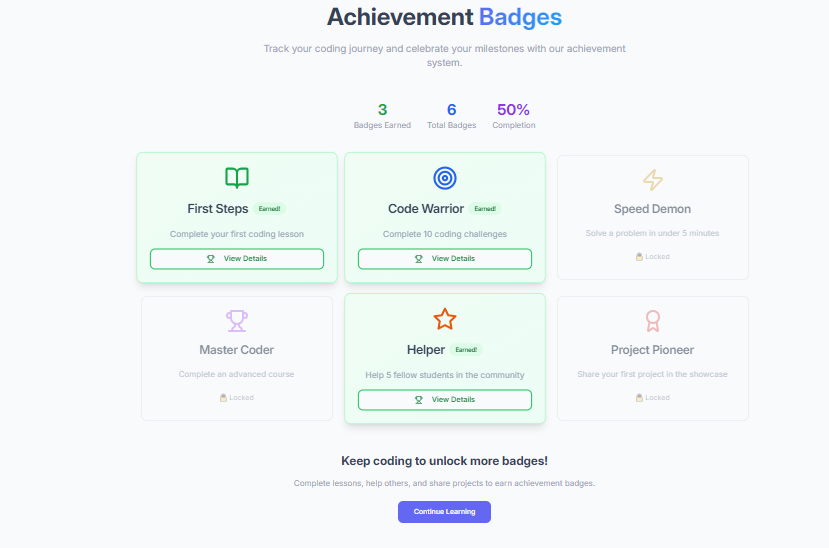 Achievement Badges
Track your coding journey and celebrate your milestones with our achievement
system.
3
Badges Earned
6
Total Badges
50%
Completion
First Steps Earned!
Complete your first coding lesson
View Details
Code Warrior Earned!
Complete 10 coding challenges
View Details
Speed Demon
Solve a problem in under 5 minutes
Locked
Master Coder
Complete an advanced course
Locked
Helper Earned!
Help 5 fellow students in the community
View Details
Project Pioneer
Share your first project in the showcase
Locked
Keep coding to unlock more badges!
Complete lessons, help others, and share projects to earn achievement badges.
Continue Learning